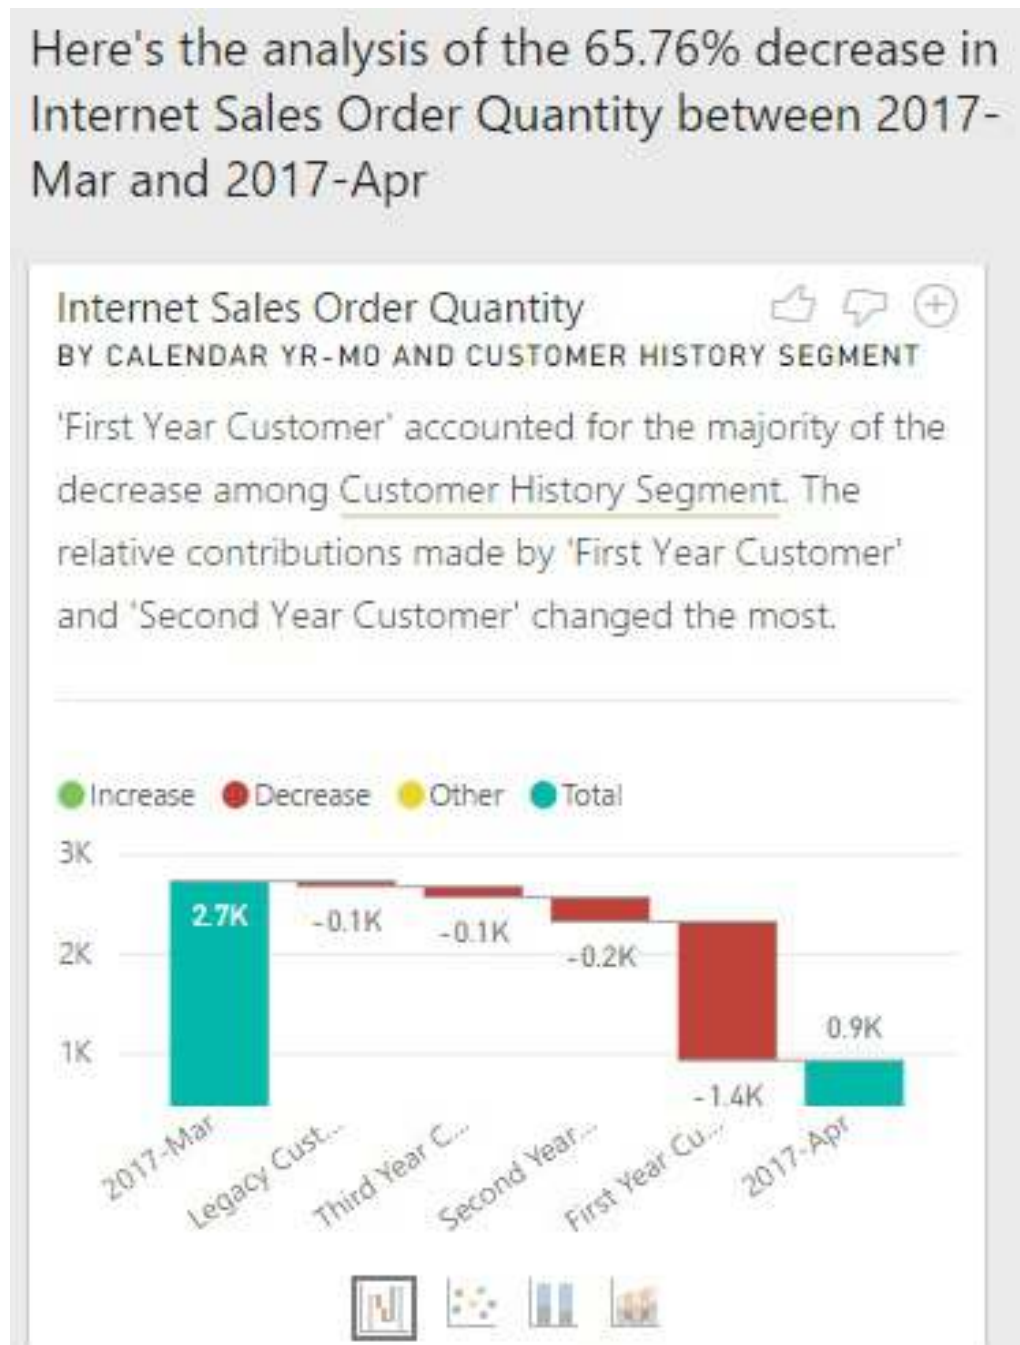 Here's the analysis of the 65.76% decrease in
Internet Sales Order Quantity between 2017-
Mar and 2017-Apr
Internet Sales Order Quantity
BY CALENDAR YR-MO AND CUSTOMER HISTORY SEGMENT
'First Year Customer' accounted for the majority of the
decrease among Customer History Segment. The
relative contributions made by 'First Year Customer'
and 'Second Year Customer' changed the most.
Increase Decrease Other Total
3K
2.7K
-0.1K
-0.1K
2K
-0.2K
0.9K
1K
-1.4K
2017-Mar
Legacy Cust...
Third Year C...
Second Year...
First Year Cu...
2017-Apr